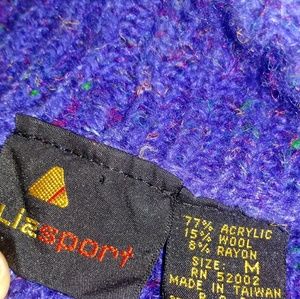 Lizsport
77% ACRYLIC
15% WOOL
8% RAYON
SIZE: M
RN 52002
MADE IN TAIWAN